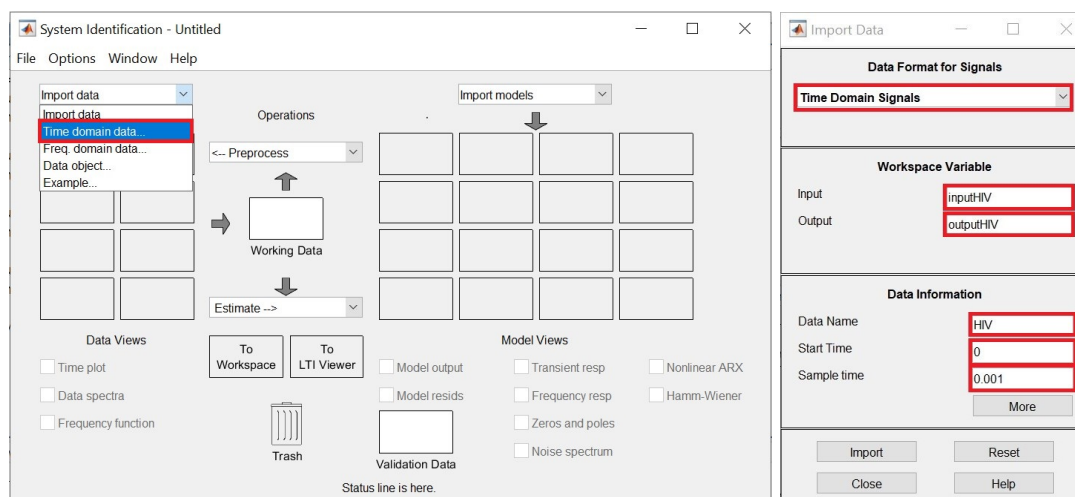 System Identification - Untitled
File Options Window Help
Import data
Import data
Time domain data...
Freq. domain data...
Data object...
Example...
Operations
<-- Preprocess
Working Data
Estimate -->
Import models
Data Views
Time plot
Data spectra
Frequency function
To
Workspace
To
LTI Viewer
Trash
Model Views
Model output
Transient resp
Nonlinear ARX
Model resids
Frequency resp
Hamm-Wiener
Zeros and poles
Noise spectrum
Validation Data
Status line is here.
Import Data
Data Format for Signals
Time Domain Signals
Workspace Variable
Input inputHIV
Output outputHIV
Data Information
Data Name HIV
Start Time 0
Sample time 0.001
More
Import Reset
Close Help